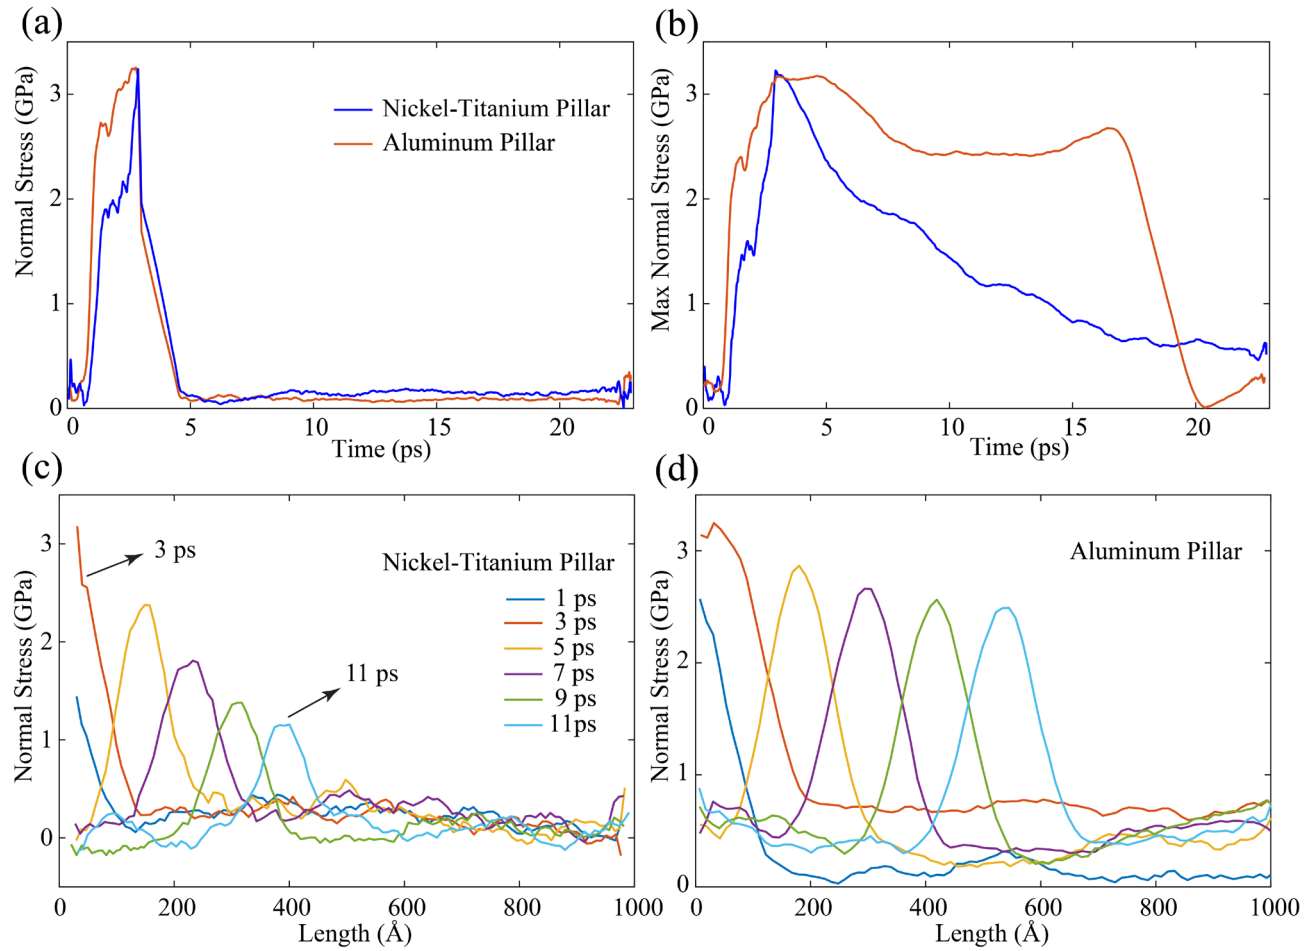 (a)
Normal Stress (GPa)
3
2
1
0
0
5
10
15
20
Time (ps)
Nickel-Titanium Pillar
Aluminum Pillar
(b)
Max Normal Stress (GPa)
3
2
1
0
0
5
10
15
20
Time (ps)
(c)
Normal Stress (GPa)
3
2
1
0
0
200
400
600
800
1000
Length (Å)
3 ps
11 ps
Nickel-Titanium Pillar
1 ps
3 ps
5 ps
7 ps
9 ps
11ps
(d)
Normal Stress (GPa)
3
2
1
0
0
200
400
600
800
1000
Length (Å)
Aluminum Pillar